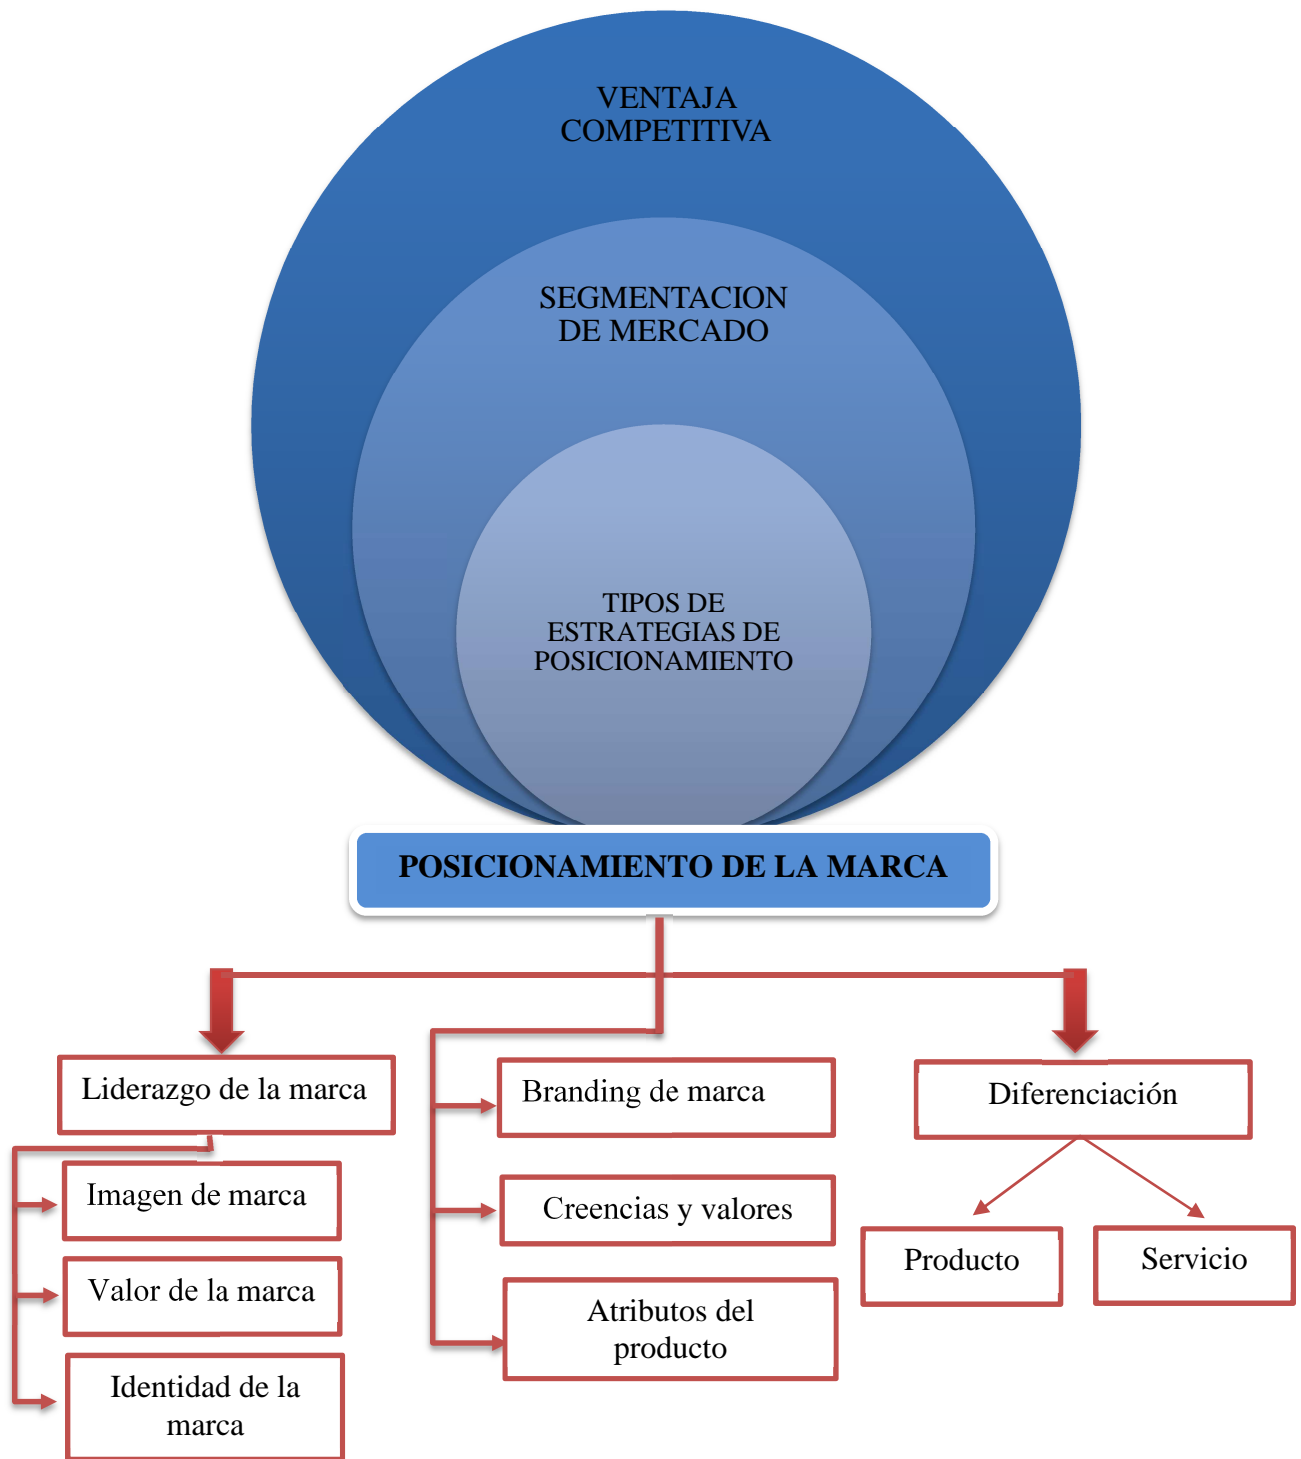 VENTAJA
COMPETITIVA
SEGMENTACION
DE MERCADO
TIPOS DE
ESTRATEGIAS DE
POSICIONAMIENTO
POSICIONAMIENTO DE LA MARCA
Liderazgo de la marca
Imagen de marca
Valor de la marca
Identidad de la
marca
Branding de marca
Creencias y valores
Atributos del
producto
Diferenciación
Producto
Servicio